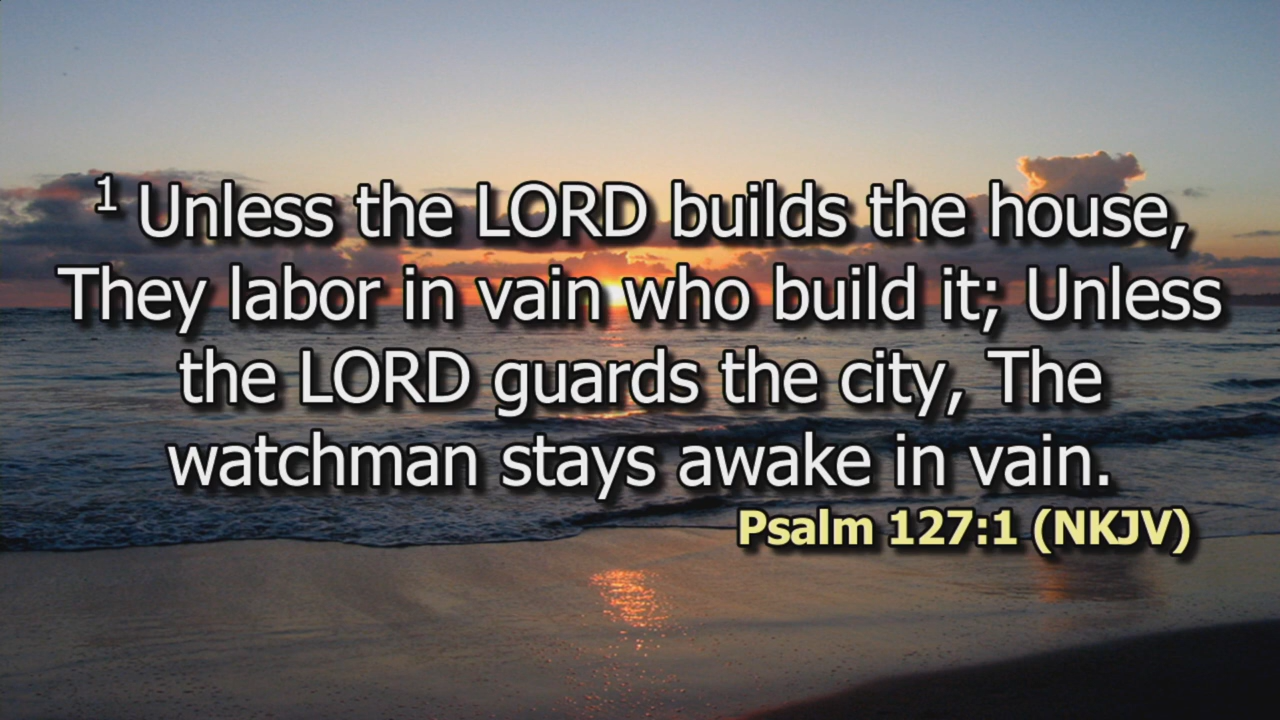 1 Unless the LORD builds the house,
They labor in vain who build it; Unless
the LORD guards the city, The
watchman stays awake in vain.
Psalm 127:1 (NKJV)